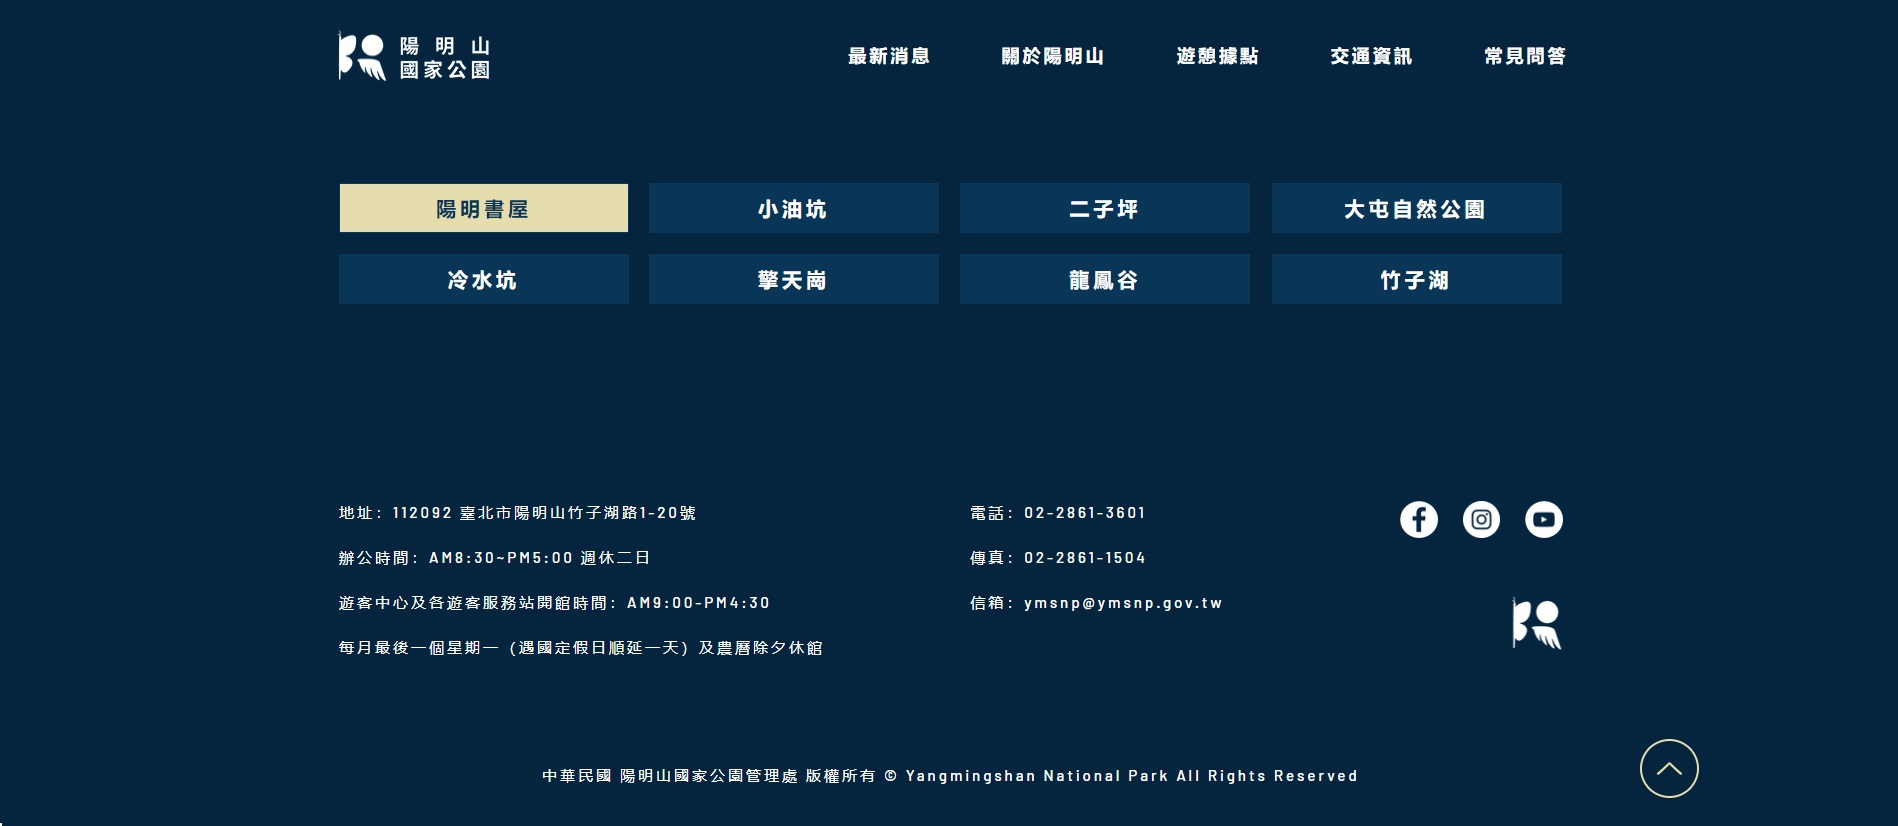 陽明山
國家公園
最新消息 關於陽明山 遊憩據點 交通資訊 常見問答
陽明書屋 小油坑 二子坪 大屯自然公園
冷水坑 擎天崗 龍鳳谷 竹子湖
地址：112092 臺北市陽明山竹子湖路1-20號
辦公時間：AM8:30~PM5:00 週休二日
遊客中心及各遊客服務站開館時間：AM9:00-PM4:30
每月最後一個星期一（遇國定假日順延一天）及農曆除夕休館
電話：02-2861-3601
傳真：02-2861-1504
信箱：ymsnp@ymsnp.gov.tw
中華民國 陽明山國家公園管理處 版權所有 © Yangmingshan National Park All Rights Reserved